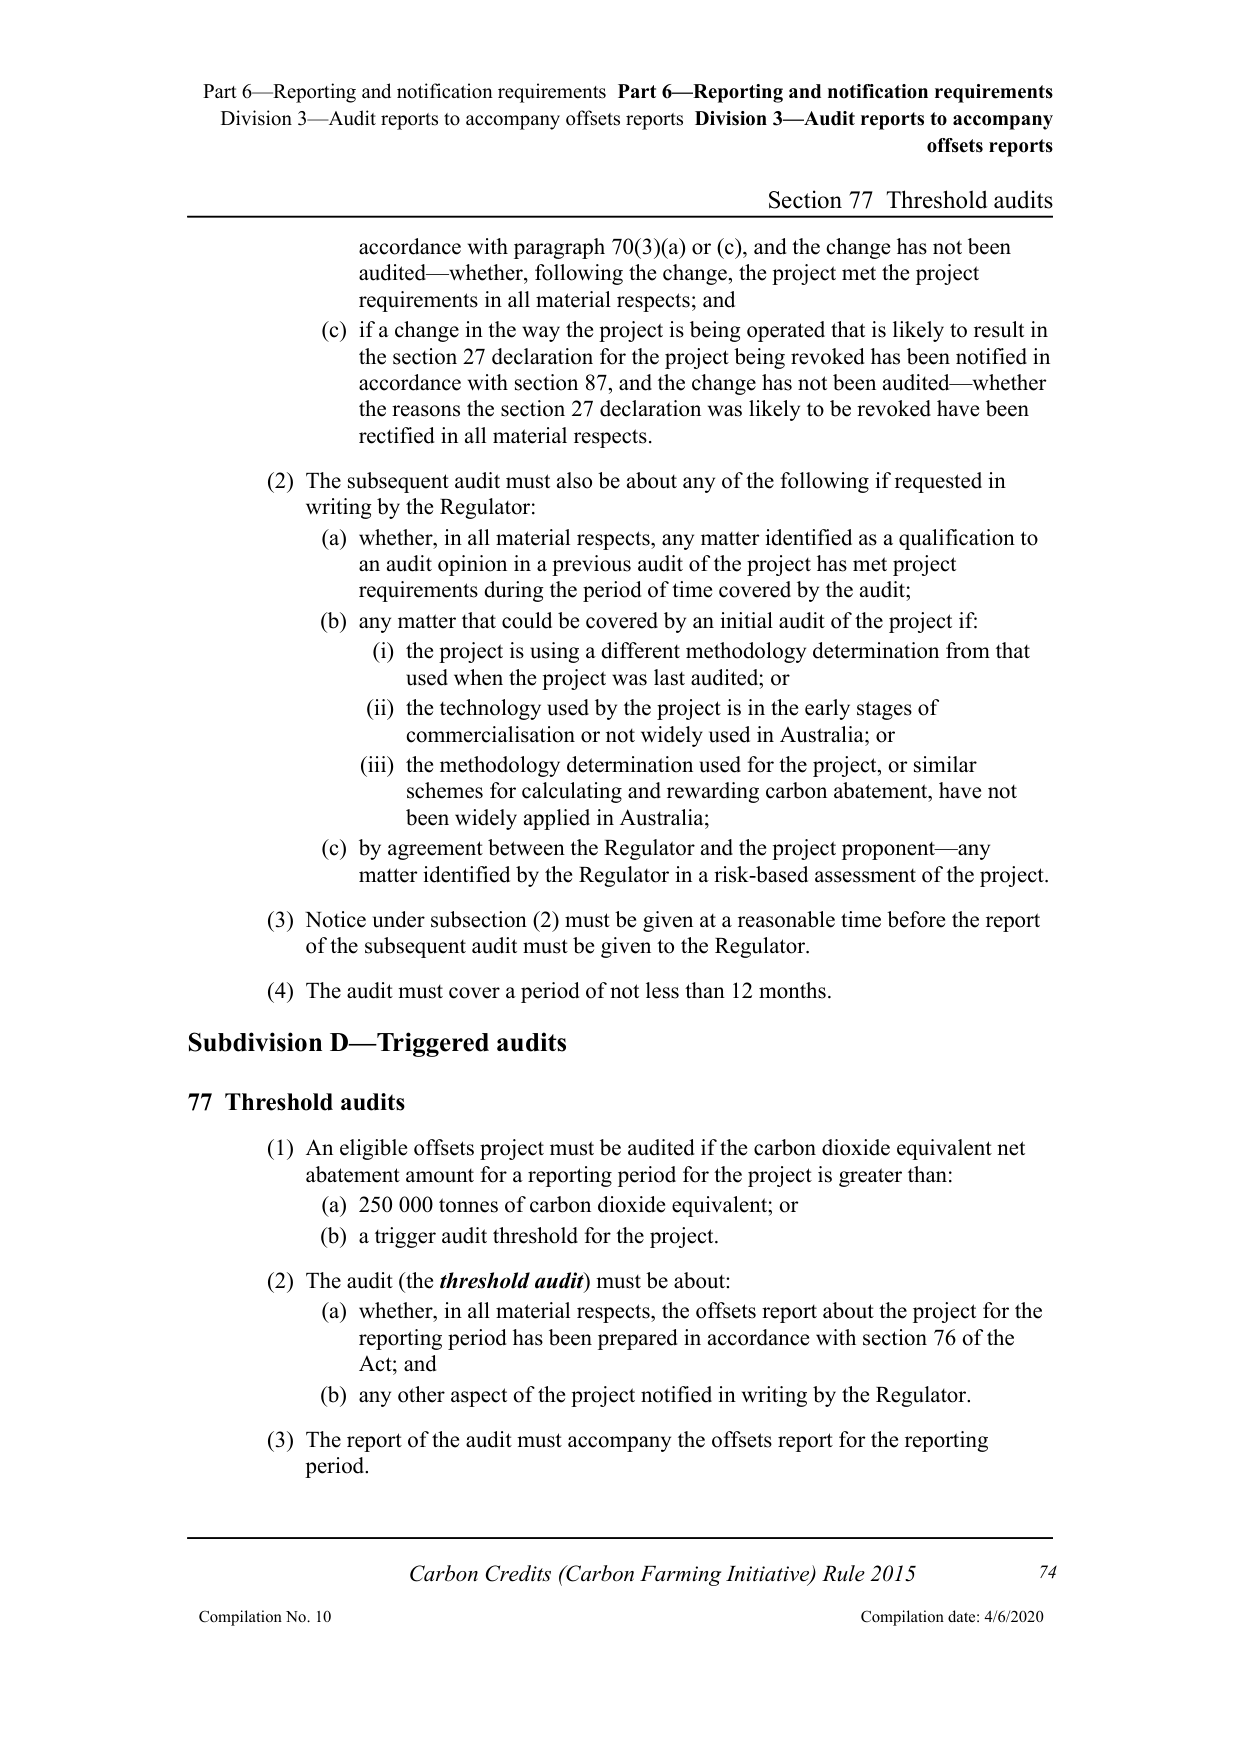 Part 6—Reporting and notification requirements Part 6—Reporting and notification requirements
Division 3—Audit reports to accompany offsets reports Division 3—Audit reports to accompany
offsets reports
Section 77 Threshold audits
accordance with paragraph 70(3)(a) or (c), and the change has not been
audited—whether, following the change, the project met the project
requirements in all material respects; and
(c) if a change in the way the project is being operated that is likely to result in
the section 27 declaration for the project being revoked has been notified in
accordance with section 87, and the change has not been audited—whether
the reasons the section 27 declaration was likely to be revoked have been
rectified in all material respects.
(2) The subsequent audit must also be about any of the following if requested in
writing by the Regulator:
(a) whether, in all material respects, any matter identified as a qualification to
an audit opinion in a previous audit of the project has met project
requirements during the period of time covered by the audit;
(b) any matter that could be covered by an initial audit of the project if:
(i) the project is using a different methodology determination from that
used when the project was last audited; or
(ii) the technology used by the project is in the early stages of
commercialisation or not widely used in Australia; or
(iii) the methodology determination used for the project, or similar
schemes for calculating and rewarding carbon abatement, have not
been widely applied in Australia;
(c) by agreement between the Regulator and the project proponent—any
matter identified by the Regulator in a risk-based assessment of the project.
(3) Notice under subsection (2) must be given at a reasonable time before the report
of the subsequent audit must be given to the Regulator.
(4) The audit must cover a period of not less than 12 months.
Subdivision D—Triggered audits
77 Threshold audits
(1) An eligible offsets project must be audited if the carbon dioxide equivalent net
abatement amount for a reporting period for the project is greater than:
(a) 250 000 tonnes of carbon dioxide equivalent; or
(b) a trigger audit threshold for the project.
(2) The audit (the threshold audit) must be about:
(a) whether, in all material respects, the offsets report about the project for the
reporting period has been prepared in accordance with section 76 of the
Act; and
(b) any other aspect of the project notified in writing by the Regulator.
(3) The report of the audit must accompany the offsets report for the reporting
period.
Carbon Credits (Carbon Farming Initiative) Rule 2015 74
Compilation No. 10 Compilation date: 4/6/2020